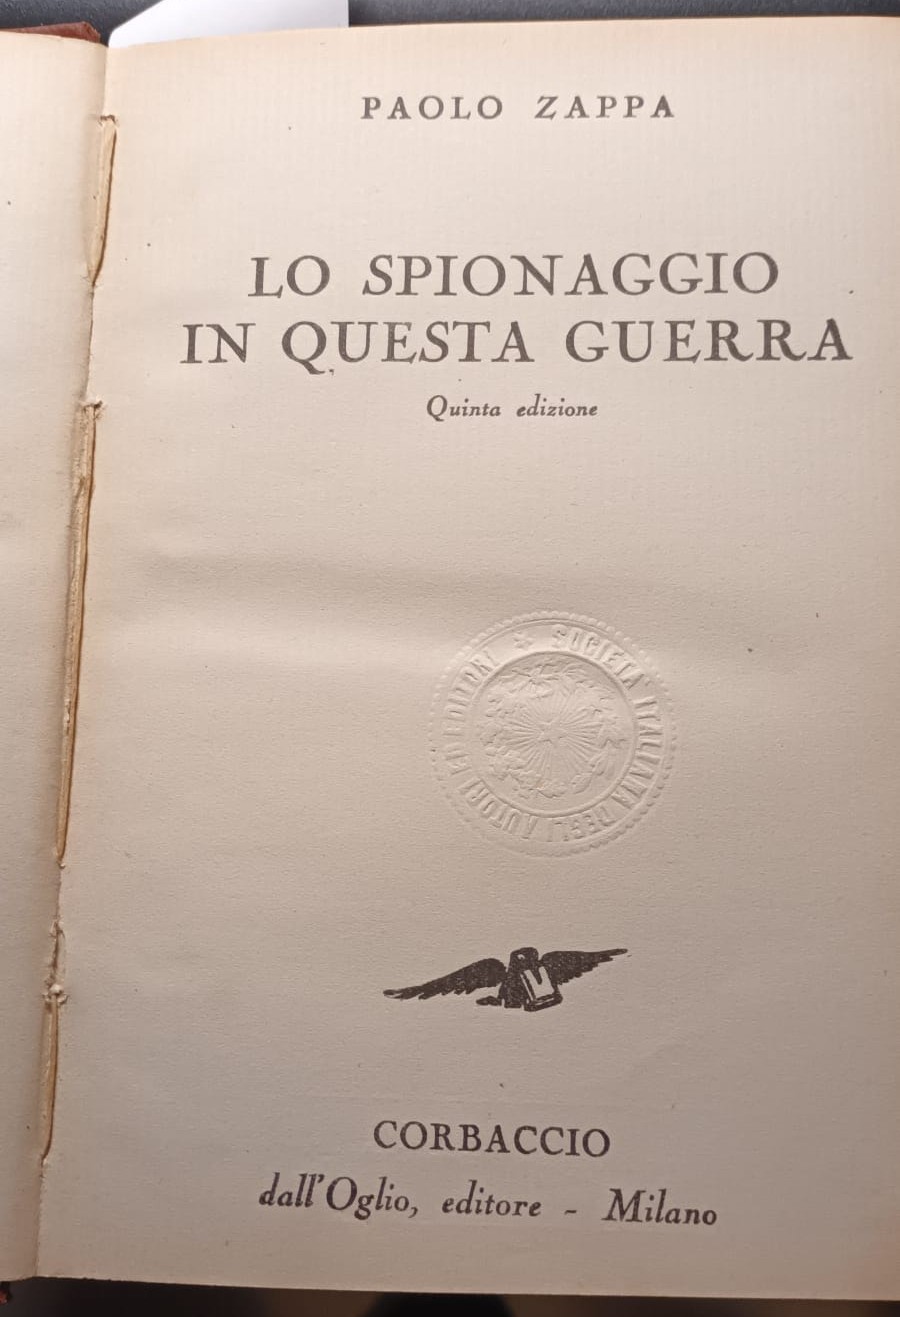 PAOLO ZAPPA
LO SPIONAGGIO
IN QUESTA GUERRA
Quinta edizione
SOCIETÀ ITALIANA DEGLI AUTORI ED EDITORI
CORBACCIO
dall'Oglio, editore - Milano